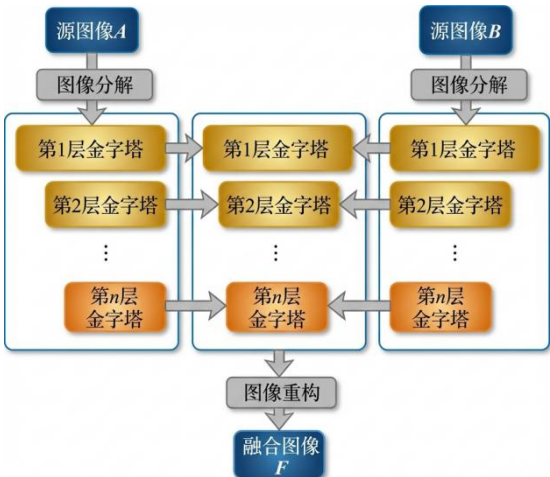 源图像A
源图像B
图像分解
图像分解
第1层金字塔
第1层金字塔
第1层金字塔
第2层金字塔
第2层金字塔
第2层金字塔
⋮
⋮
⋮
第n层
金字塔
第n层
金字塔
第n层
金字塔
图像重构
融合图像
F